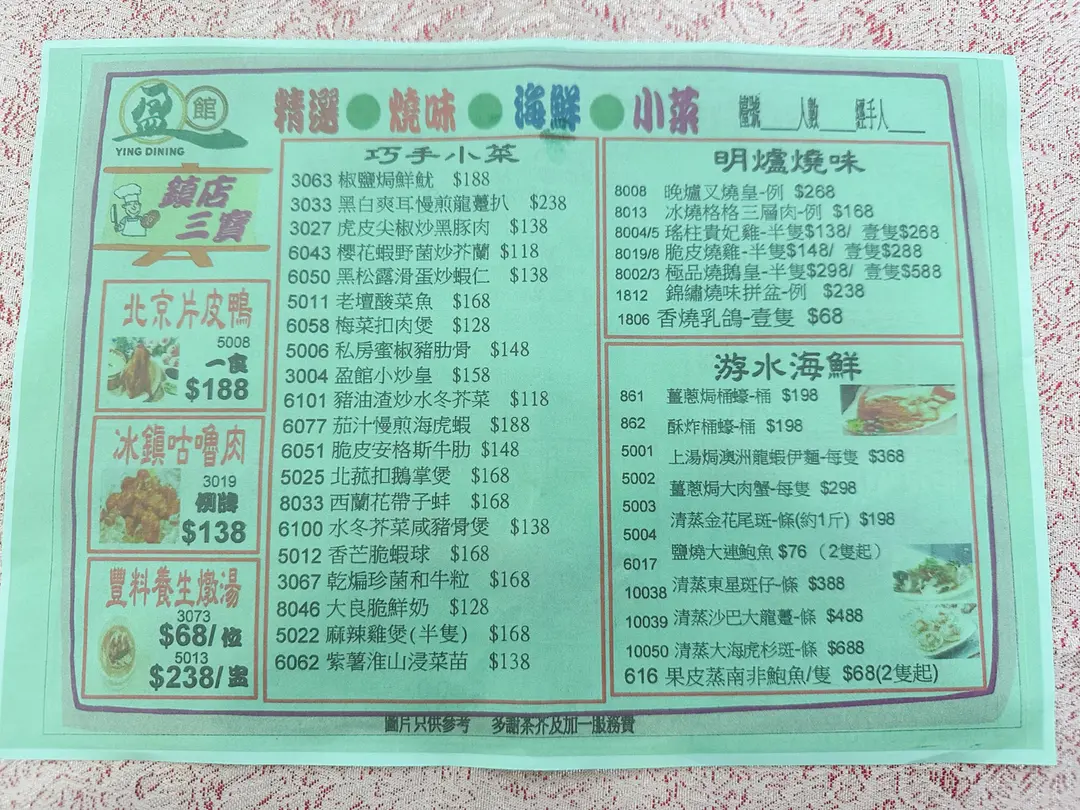 盈館
YING DINING
精選●燒味●海鮮●小菜
檯號____人數____經手人____
鎮店
三寶
北京片皮鴨
5008
一食
$188
冰鎮咕嚕肉
3019
例牌
$138
豐料養生燉湯
3073
$68/位
5013
$238/盅
巧手小菜
3063 椒鹽焗鮮魷 $188
3033 黑白爽耳慢煎龍躉扒 $238
3027 虎皮尖椒炒黑豚肉 $138
6043 櫻花蝦野菌炒芥蘭 $118
6050 黑松露滑蛋炒蝦仁 $138
5011 老壇酸菜魚 $168
6058 梅菜扣肉煲 $128
5006 私房蜜椒豬肋骨 $148
3004 盈館小炒皇 $158
6101 豬油渣炒水冬芥菜 $118
6077 茄汁慢煎海虎蝦 $188
6051 脆皮安格斯牛肋 $148
5025 北菰扣鵝掌煲 $168
8033 西蘭花帶子蚌 $168
6100 水冬芥菜咸豬骨煲 $138
5012 香芒脆蝦球 $168
3067 乾煸珍菌和牛粒 $168
8046 大良脆鮮奶 $128
5022 麻辣雞煲(半隻) $168
6062 紫薯淮山浸菜苗 $138
明爐燒味
8008 晚爐叉燒皇-例 $268
8013 冰燒格格三層肉-例 $168
8004/5 瑤柱貴妃雞-半隻$138/ 壹隻$268
8019/8 脆皮燒雞-半隻$148/ 壹隻$288
8002/3 極品燒鵝皇-半隻$298/ 壹隻$588
1812 錦繡燒味拼盆-例 $238
1806 香燒乳鴿-壹隻 $68
游水海鮮
861 薑蔥焗桶蠔-桶 $198
862 酥炸桶蠔-桶 $198
5001 上湯焗澳洲龍蝦伊麵-每隻 $368
5002 薑蔥焗大肉蟹-每隻 $298
5003 清蒸金花尾斑-條(約1斤) $198
5004 鹽燒大連鮑魚 $76 (2隻起)
6017 清蒸東星斑仔-條 $388
10038 清蒸沙巴大龍躉-條 $488
10039 清蒸大海虎杉斑-條 $688
10050
616 果皮蒸南非鮑魚/隻 $68(2隻起)
圖片只供參考 多謝茶芥及加一服務費